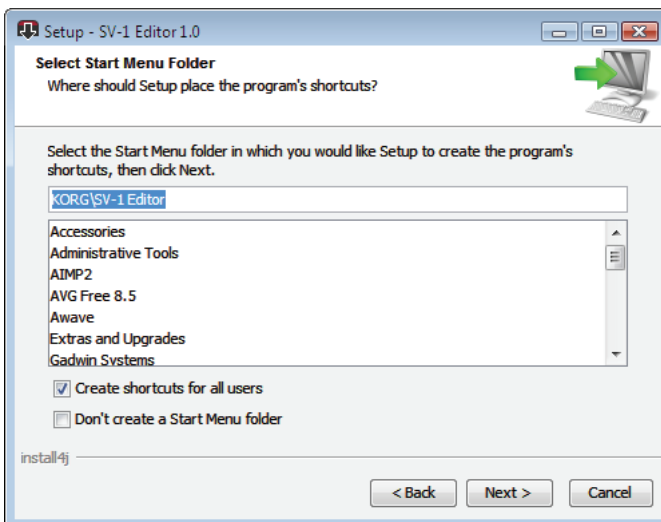 Setup - SV-1 Editor 1.0
Select Start Menu Folder
Where should Setup place the program's shortcuts?
Select the Start Menu folder in which you would like Setup to create the program's
shortcuts, then click Next.
KORG\SV-1 Editor
Accessories
Administrative Tools
AIMP2
AVG Free 8.5
Awave
Extras and Upgrades
Gadwin Systems
Create shortcuts for all users
Don't create a Start Menu folder
install4j
< Back Next > Cancel